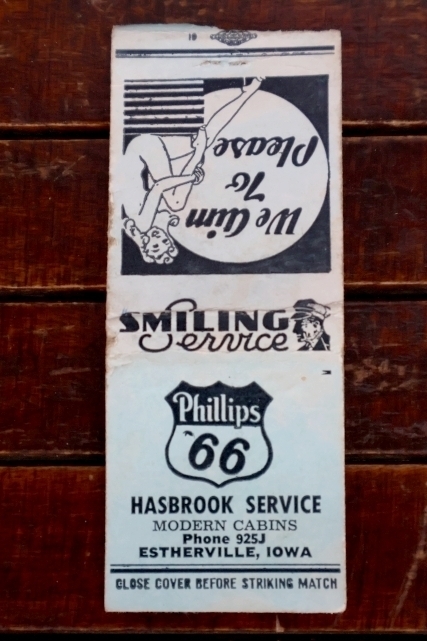 We Aim
To
Please
SMILING
Service
Phillips
66
HASBROOK SERVICE
MODERN CABINS
Phone 925J
ESTHERVILLE, IOWA
CLOSE COVER BEFORE STRIKING MATCH